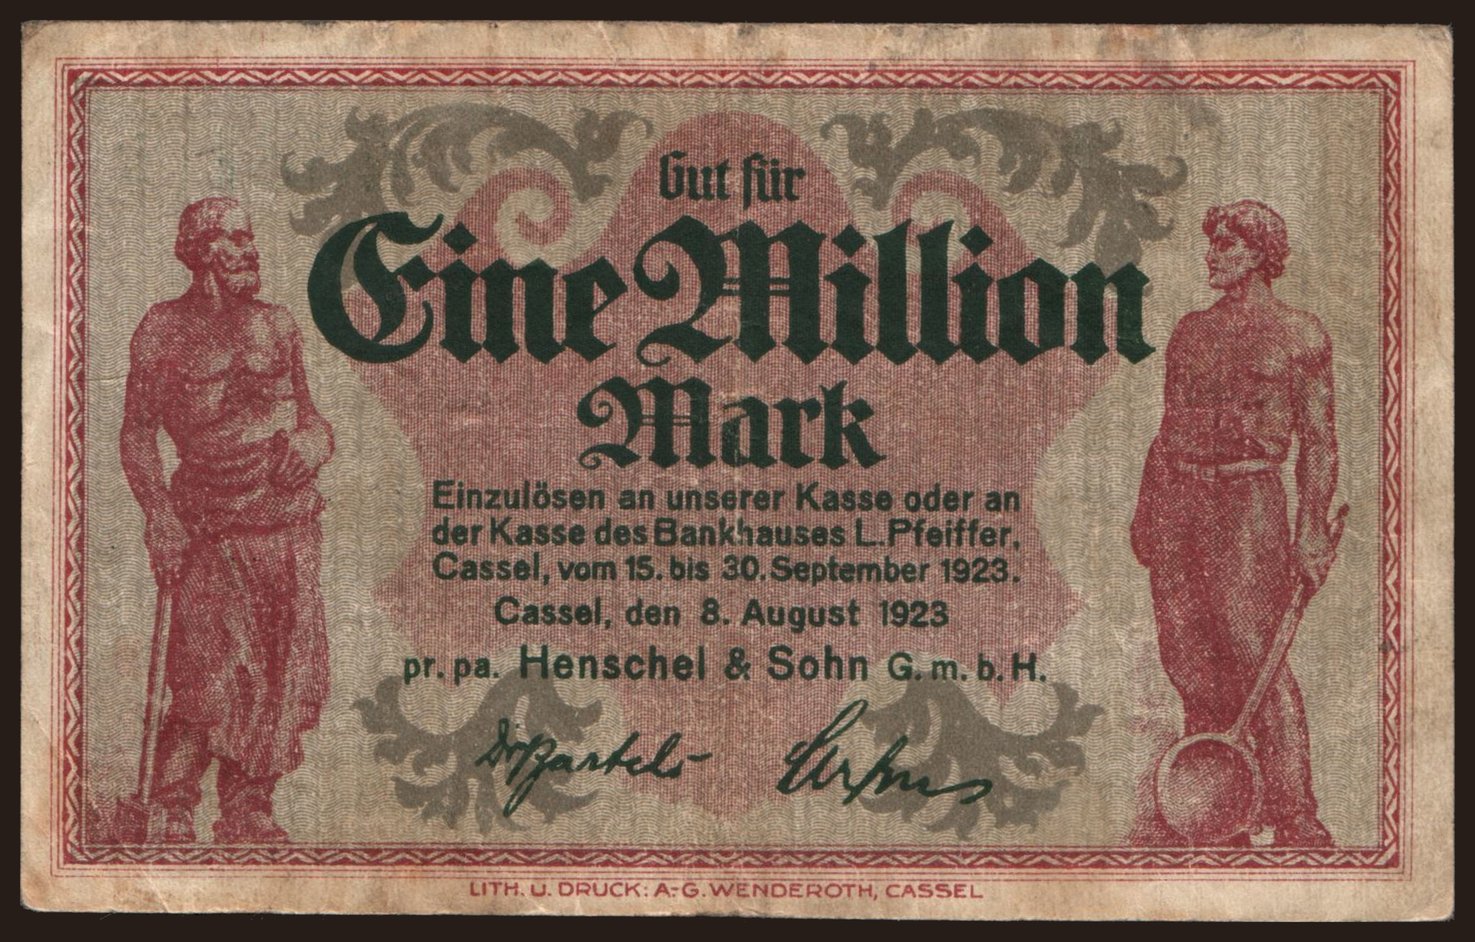 Gut für
Eine Million
Mark
Einzulösen an unserer Kasse oder an
der Kasse des Bankhauses L. Pfeiffer,
Cassel, vom 15. bis 30. September 1923.
Cassel, den 8. August 1923
pr. pa. Henschel & Sohn G. m. b. H.
LITH. U. DRUCK: A.-G. WENDEROTH, CASSEL